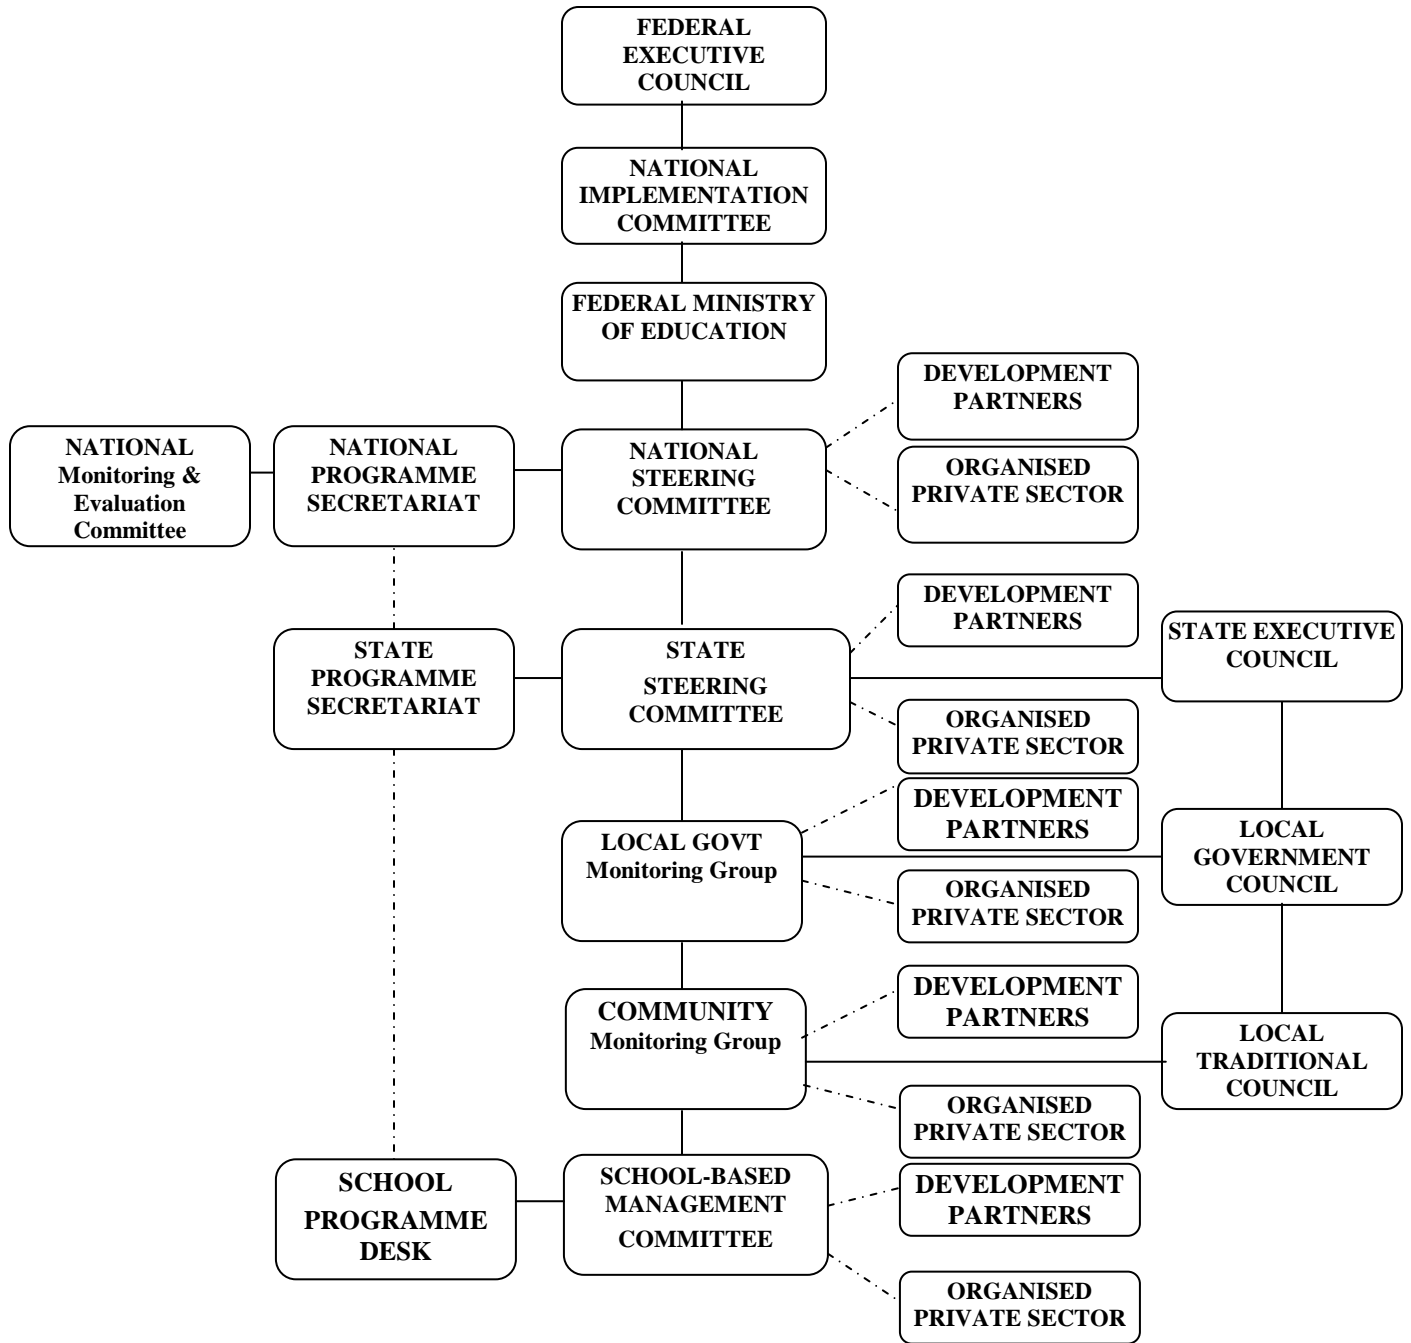 FEDERAL
EXECUTIVE
COUNCIL
NATIONAL
IMPLEMENTATION
COMMITTEE
FEDERAL MINISTRY
OF EDUCATION
DEVELOPMENT
PARTNERS
NATIONAL
Monitoring &
Evaluation
Committee
NATIONAL
PROGRAMME
SECRETARIAT
NATIONAL
STEERING
COMMITTEE
ORGANISED
PRIVATE SECTOR
DEVELOPMENT
PARTNERS
STATE
PROGRAMME
SECRETARIAT
STATE
STEERING
COMMITTEE
STATE EXECUTIVE
COUNCIL
ORGANISED
PRIVATE SECTOR
DEVELOPMENT
PARTNERS
LOCAL GOVT
Monitoring Group
LOCAL
GOVERNMENT
COUNCIL
ORGANISED
PRIVATE SECTOR
DEVELOPMENT
PARTNERS
COMMUNITY
Monitoring Group
LOCAL
TRADITIONAL
COUNCIL
ORGANISED
PRIVATE SECTOR
SCHOOL
PROGRAMME
DESK
SCHOOL-BASED
MANAGEMENT
COMMITTEE
DEVELOPMENT
PARTNERS
ORGANISED
PRIVATE SECTOR